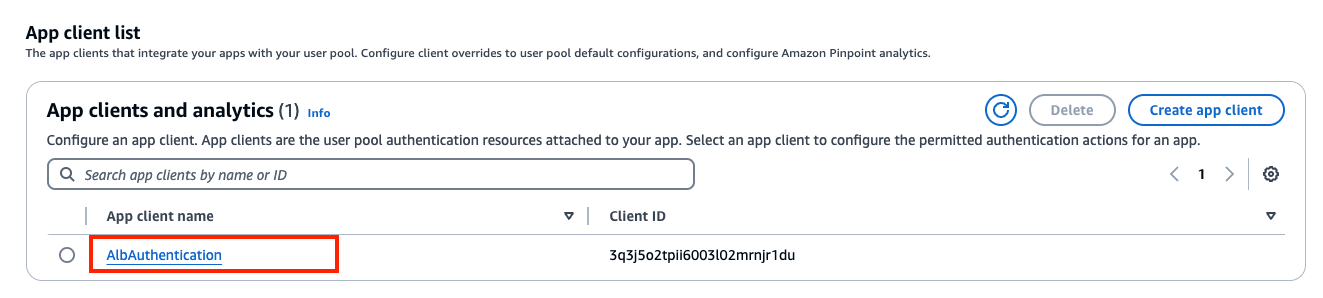 App client list
The app clients that integrate your apps with your user pool. Configure client overrides to user pool default configurations, and configure Amazon Pinpoint analytics.
App clients and analytics (1) Info
Delete
Create app client
Configure an app client. App clients are the user pool authentication resources attached to your app. Select an app client to configure the permitted authentication actions for an app.
Search app clients by name or ID
1
App client name
Client ID
AlbAuthentication
3q3j5o2tpii6003l02mrnjr1du